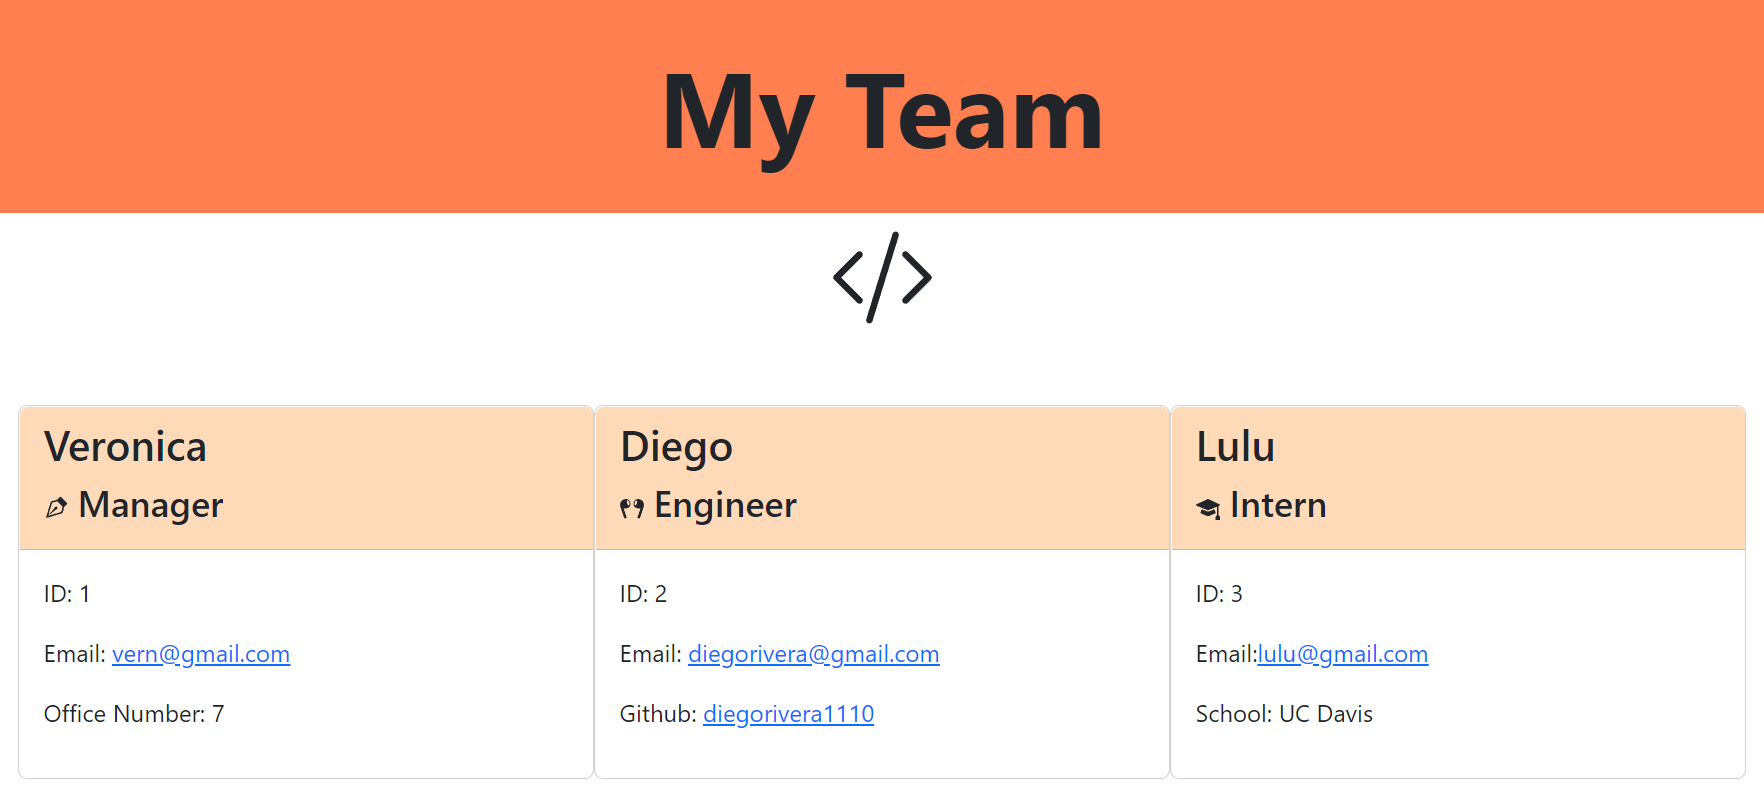 My Team
</>
Veronica
Manager
ID: 1
Email: vern@gmail.com
Office Number: 7
Diego
Engineer
ID: 2
Email: diegorivera@gmail.com
Github: diegorivera1110
Lulu
Intern
ID: 3
Email:lulu@gmail.com
School: UC Davis